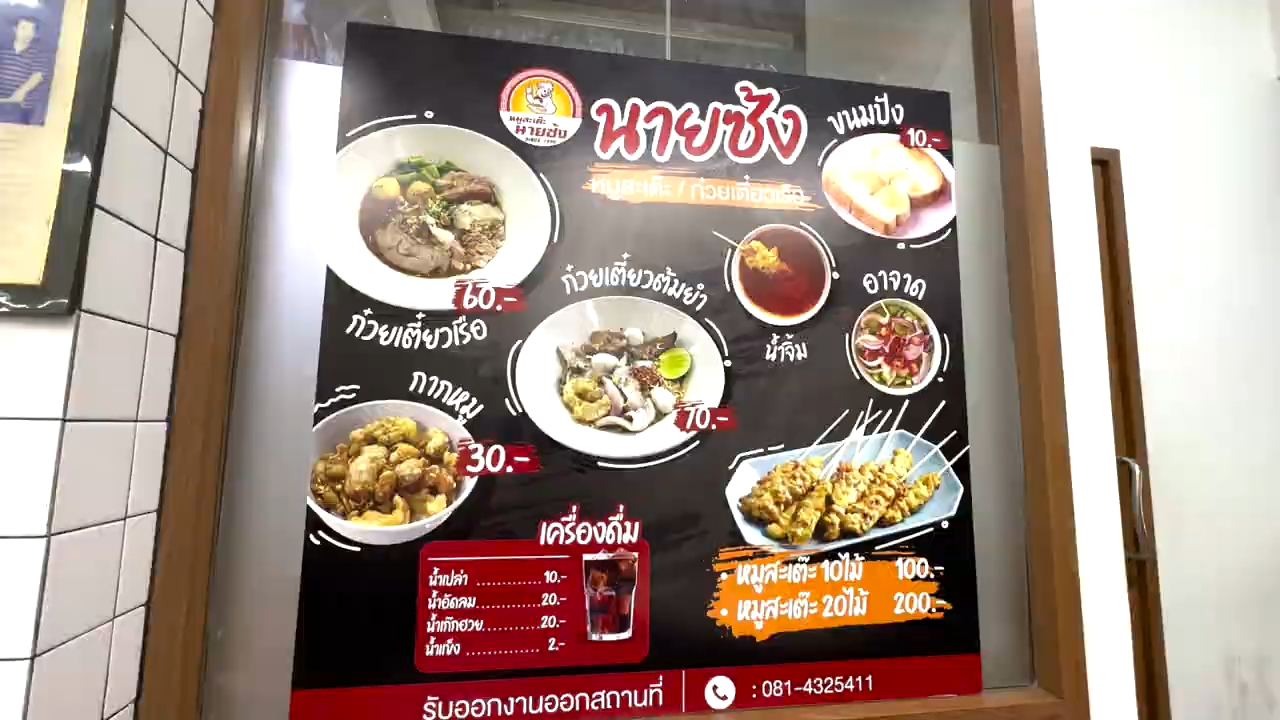 หมูสะเต๊ะ
นายซ้ง
นายซ้ง
หมูสะเต๊ะ / ก๋วยเตี๋ยวเรือ
ขนมปัง
10.-
60.-
ก๋วยเตี๋ยวเรือ
ก๋วยเตี๋ยวต้มยำ
70.-
น้ำจิ้ม
อาจาด
กากหมู
30.-
เครื่องดื่ม
น้ำเปล่า ............ 10.-
น้ำอัดลม............ 20.-
น้ำเก๊กฮวย.......... 20.-
น้ำแข็ง .............. 2.-
• หมูสะเต๊ะ 10ไม้ 100.-
• หมูสะเต๊ะ 20ไม้ 200.-
รับออกงานออกสถานที่
: 081-4325411